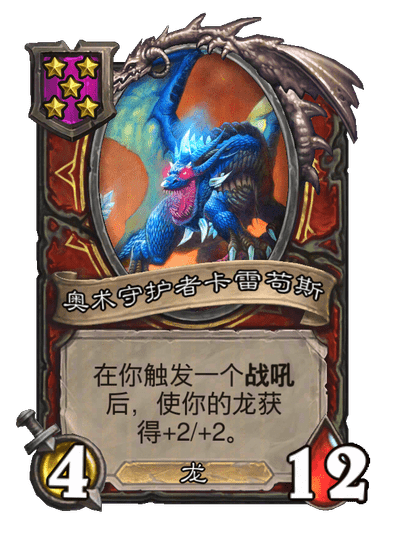 奥术守护者卡雷苟斯
在你触发一个战吼
后，使你的龙获
得+2/+2。
龙
4
12